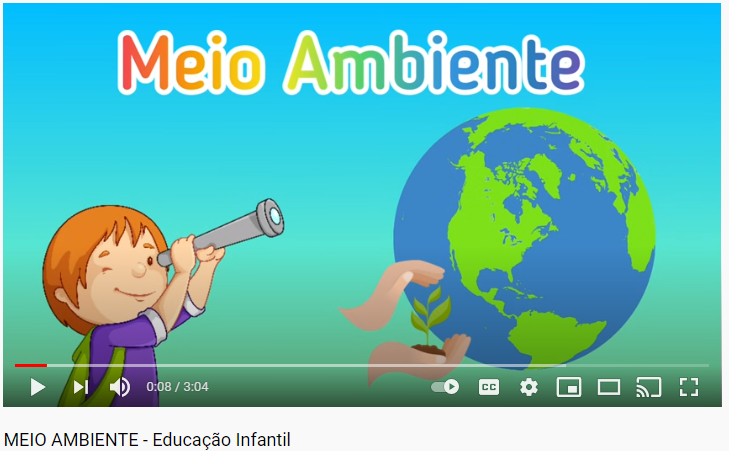 Meio Ambiente
0:08 / 3:04
CC
MEIO AMBIENTE - Educação Infantil